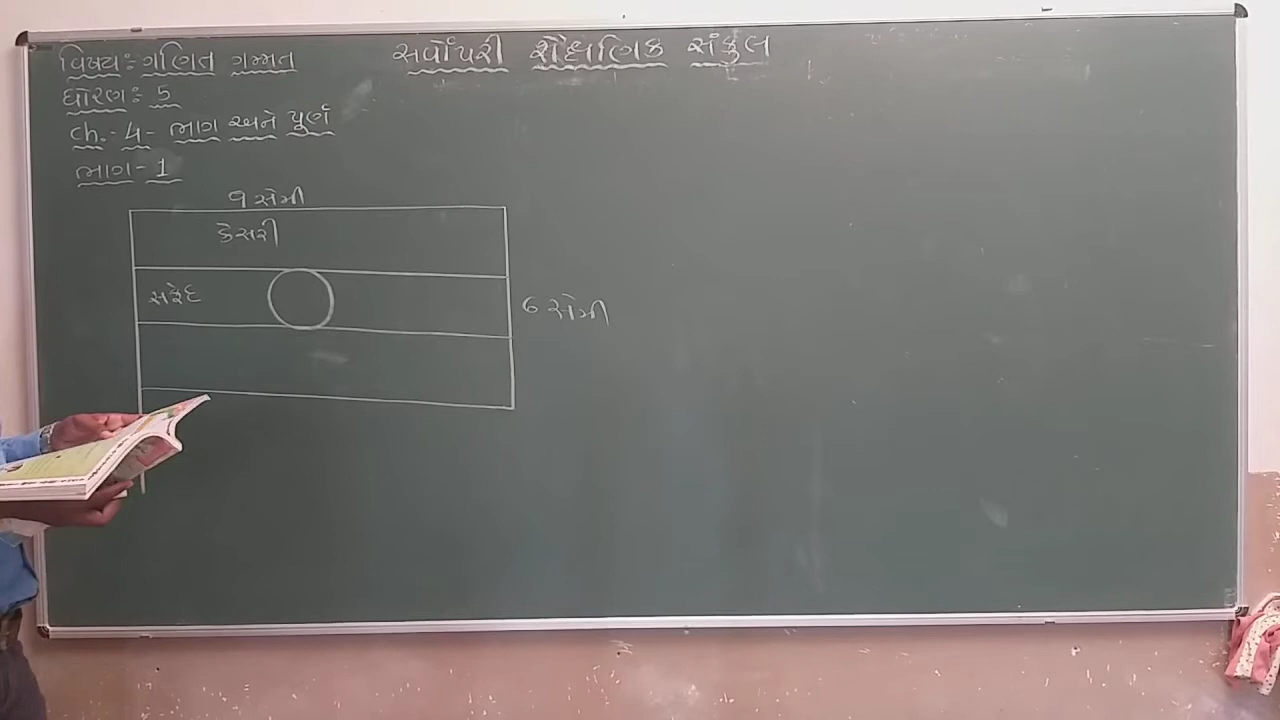 સર્વોપરી શૈક્ષણિક સંકુલ
વિષયઃ ગણિત ગમ્મત
ધોરણઃ 5
ch.- 4 - ભાગ અને પૂર્ણ
ભાગ - 1
9 સેમી
કેસરી
સફેદ
6 સેમી